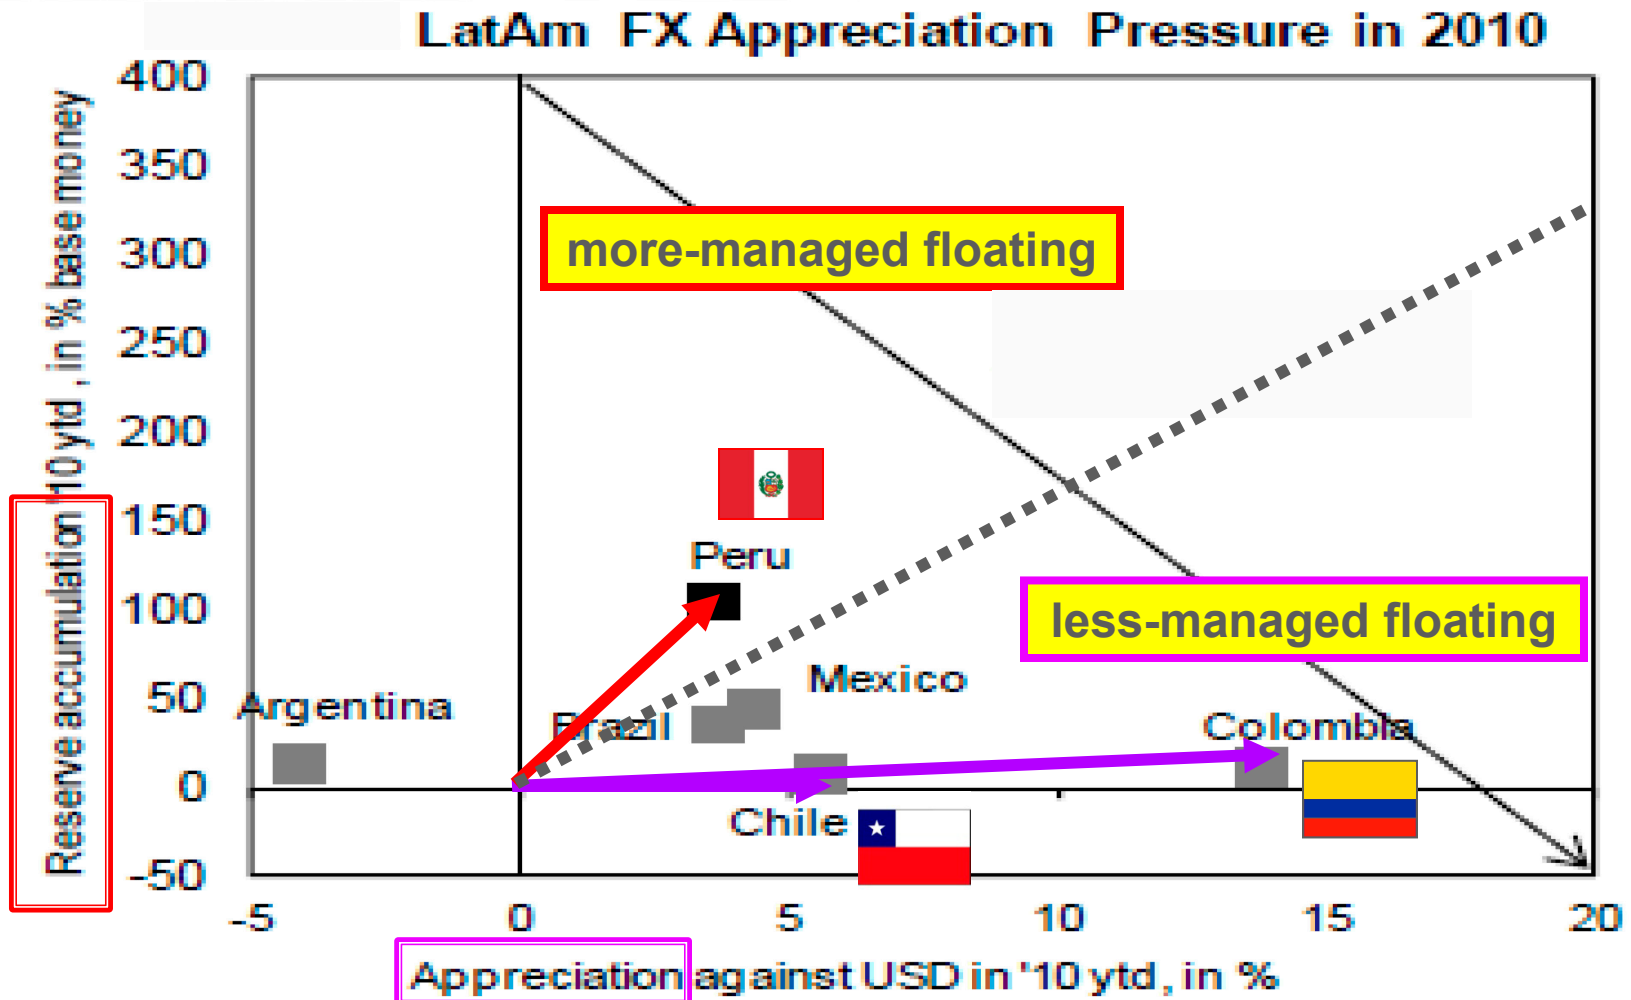 LatAm FX Appreciation Pressure in 2010
Reserve accumulation '10 ytd, in % base money
400
350
300
250
200
150
100
50
0
-50
more-managed floating
less-managed floating
Peru
Mexico
Argentina
Brazil
Colombia
Chile
-5
0
5
10
15
20
Appreciation against USD in '10 ytd, in %